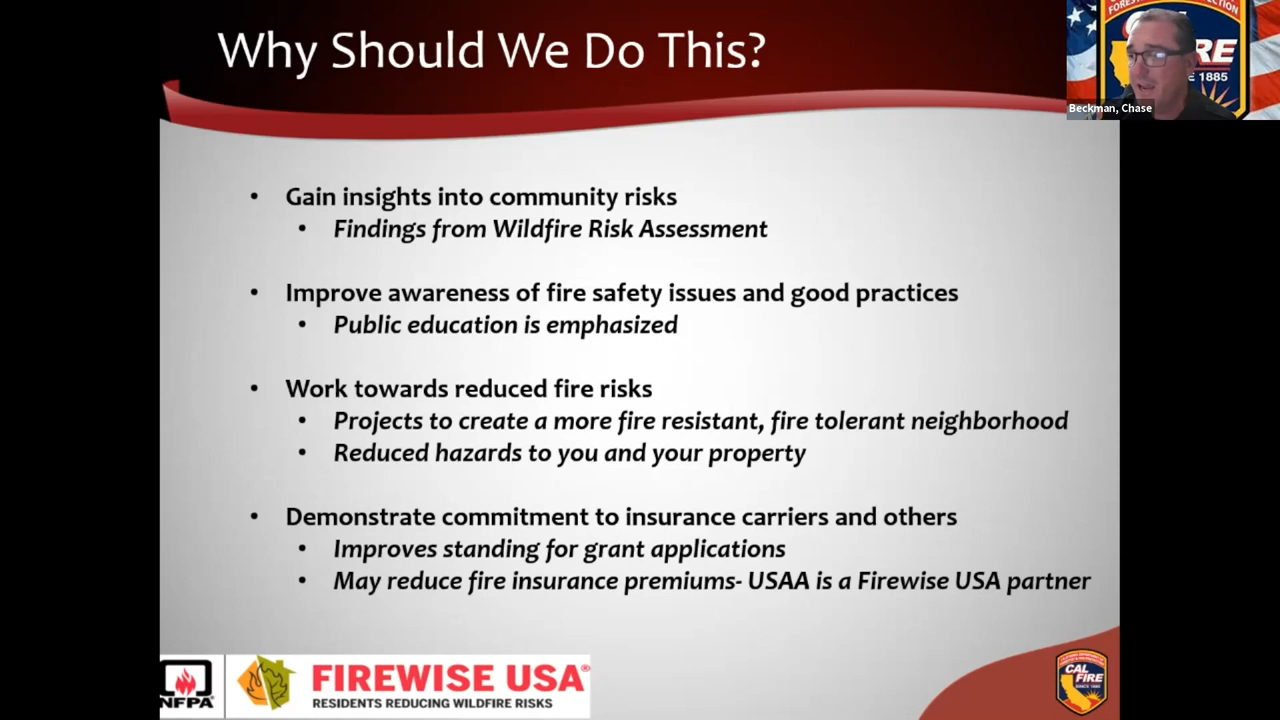 Why Should We Do This?
RE
E 1885
Beckman, Chase
• Gain insights into community risks
• Findings from Wildfire Risk Assessment
• Improve awareness of fire safety issues and good practices
• Public education is emphasized
• Work towards reduced fire risks
• Projects to create a more fire resistant, fire tolerant neighborhood
• Reduced hazards to you and your property
• Demonstrate commitment to insurance carriers and others
• Improves standing for grant applications
• May reduce fire insurance premiums- USAA is a Firewise USA partner
NFPA
FIREWISE USA®
RESIDENTS REDUCING WILDFIRE RISKS
CAL
FIRE
SINCE 1885